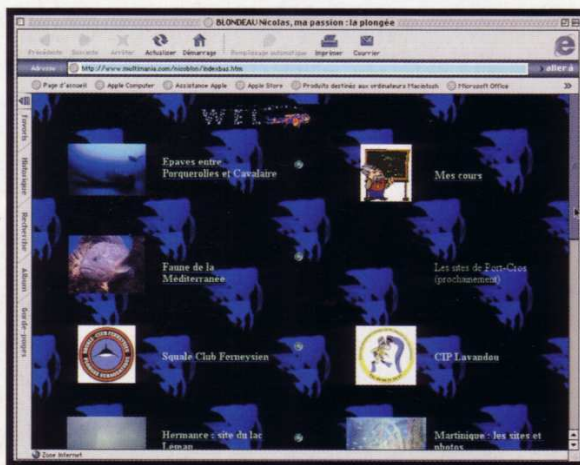 BLONDEAU Nicolas, ma passion : la plongée
Précédente Suivante Arrêter Actualiser Démarrage Remplissage automatique Imprimer Courrier
Adresse http://www.multimania.com/nicoblon/indexbaz.htm aller à
Page d'accueil Apple Computer Assistance Apple Apple Store Produits destinés aux ordinateurs Macintosh Microsoft Office
Favoris
Historique
Recherche
Album
Garde-pages
WEL
Epaves entre
Porquerolles et Cavalaire
Mes cours
Faune de la
Méditerranée
Les sites de Port-Cros
(prochainement)
Squale Club Ferneysien
CIP Lavandou
Hermance : site du lac
Léman
Martinique : les sites et
photos
Zone Internet